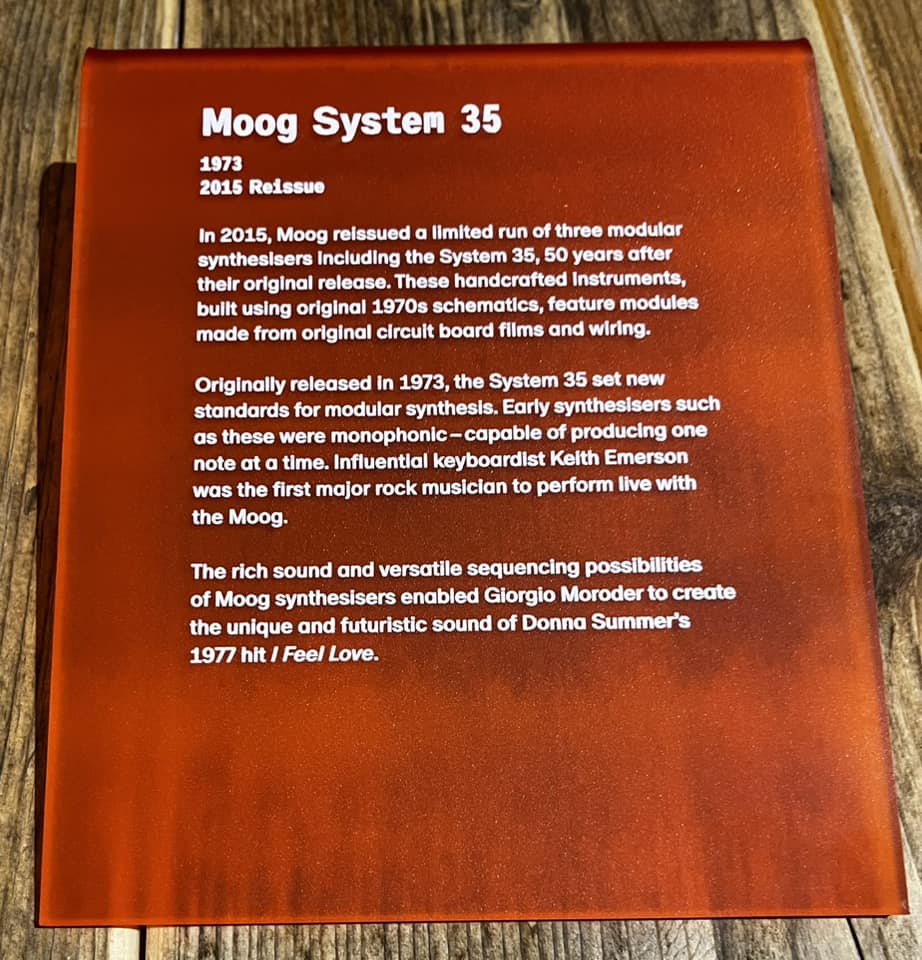 Moog System 35
1973
2015 Reissue
In 2015, Moog reissued a limited run of three modular
synthesisers including the System 35, 50 years after
their original release. These handcrafted instruments,
built using original 1970s schematics, feature modules
made from original circuit board films and wiring.
Originally released in 1973, the System 35 set new
standards for modular synthesis. Early synthesisers such
as these were monophonic – capable of producing one
note at a time. Influential keyboardist Keith Emerson
was the first major rock musician to perform live with
the Moog.
The rich sound and versatile sequencing possibilities
of Moog synthesisers enabled Giorgio Moroder to create
the unique and futuristic sound of Donna Summer's
1977 hit I Feel Love.